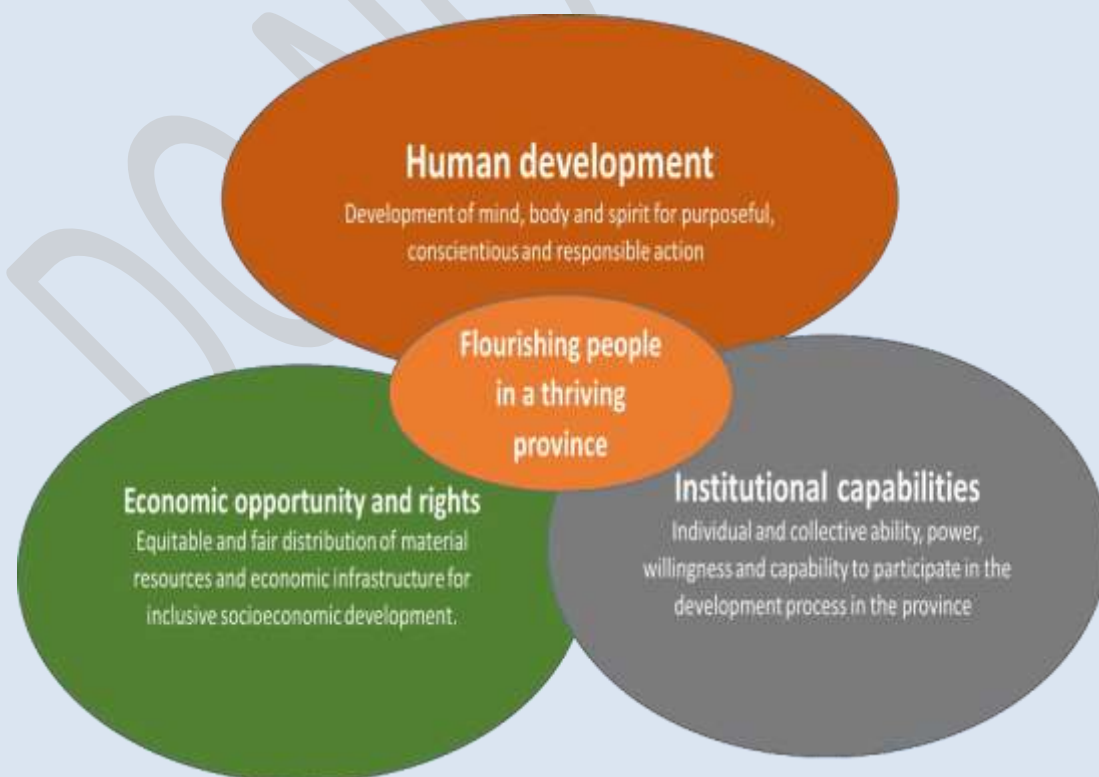 Human development
Development of mind, body and spirit for purposeful,
conscientious and responsible action
Flourishing people
in a thriving
province
Economic opportunity and rights
Equitable and fair distribution of material
resources and economic infrastructure for
inclusive socioeconomic development.
Institutional capabilities
Individual and collective ability, power,
willingness and capability to participate in the
development process in the province